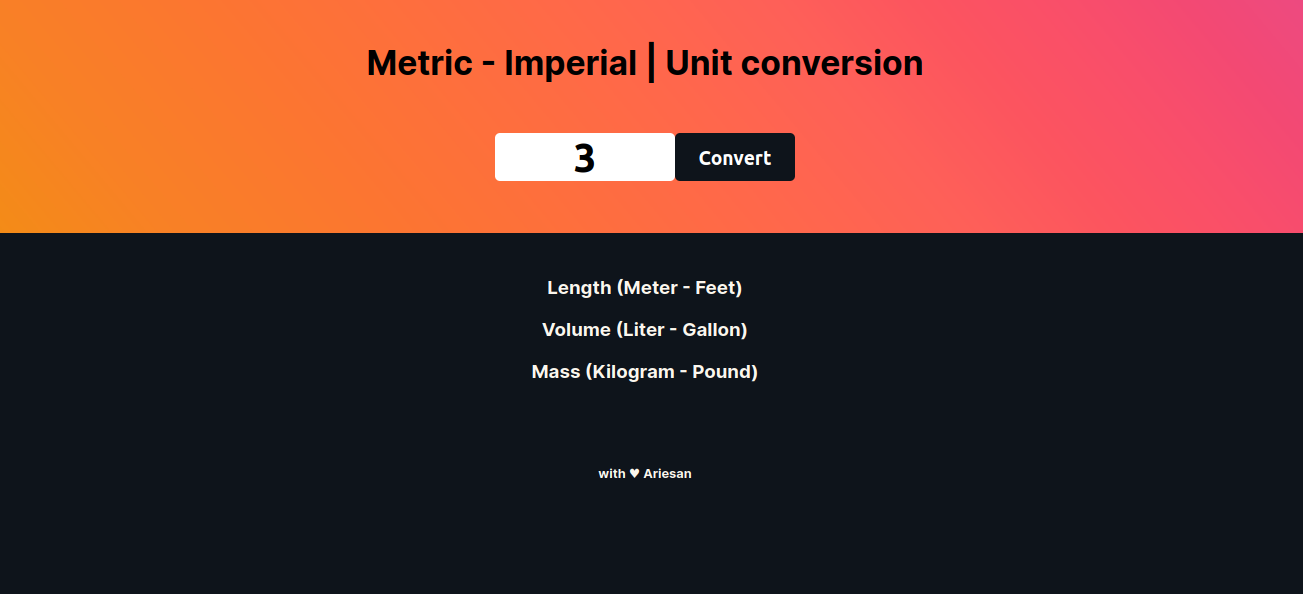 Metric - Imperial | Unit conversion
3
Convert
Length (Meter - Feet)
Volume (Liter - Gallon)
Mass (Kilogram - Pound)
with ♥ Ariesan